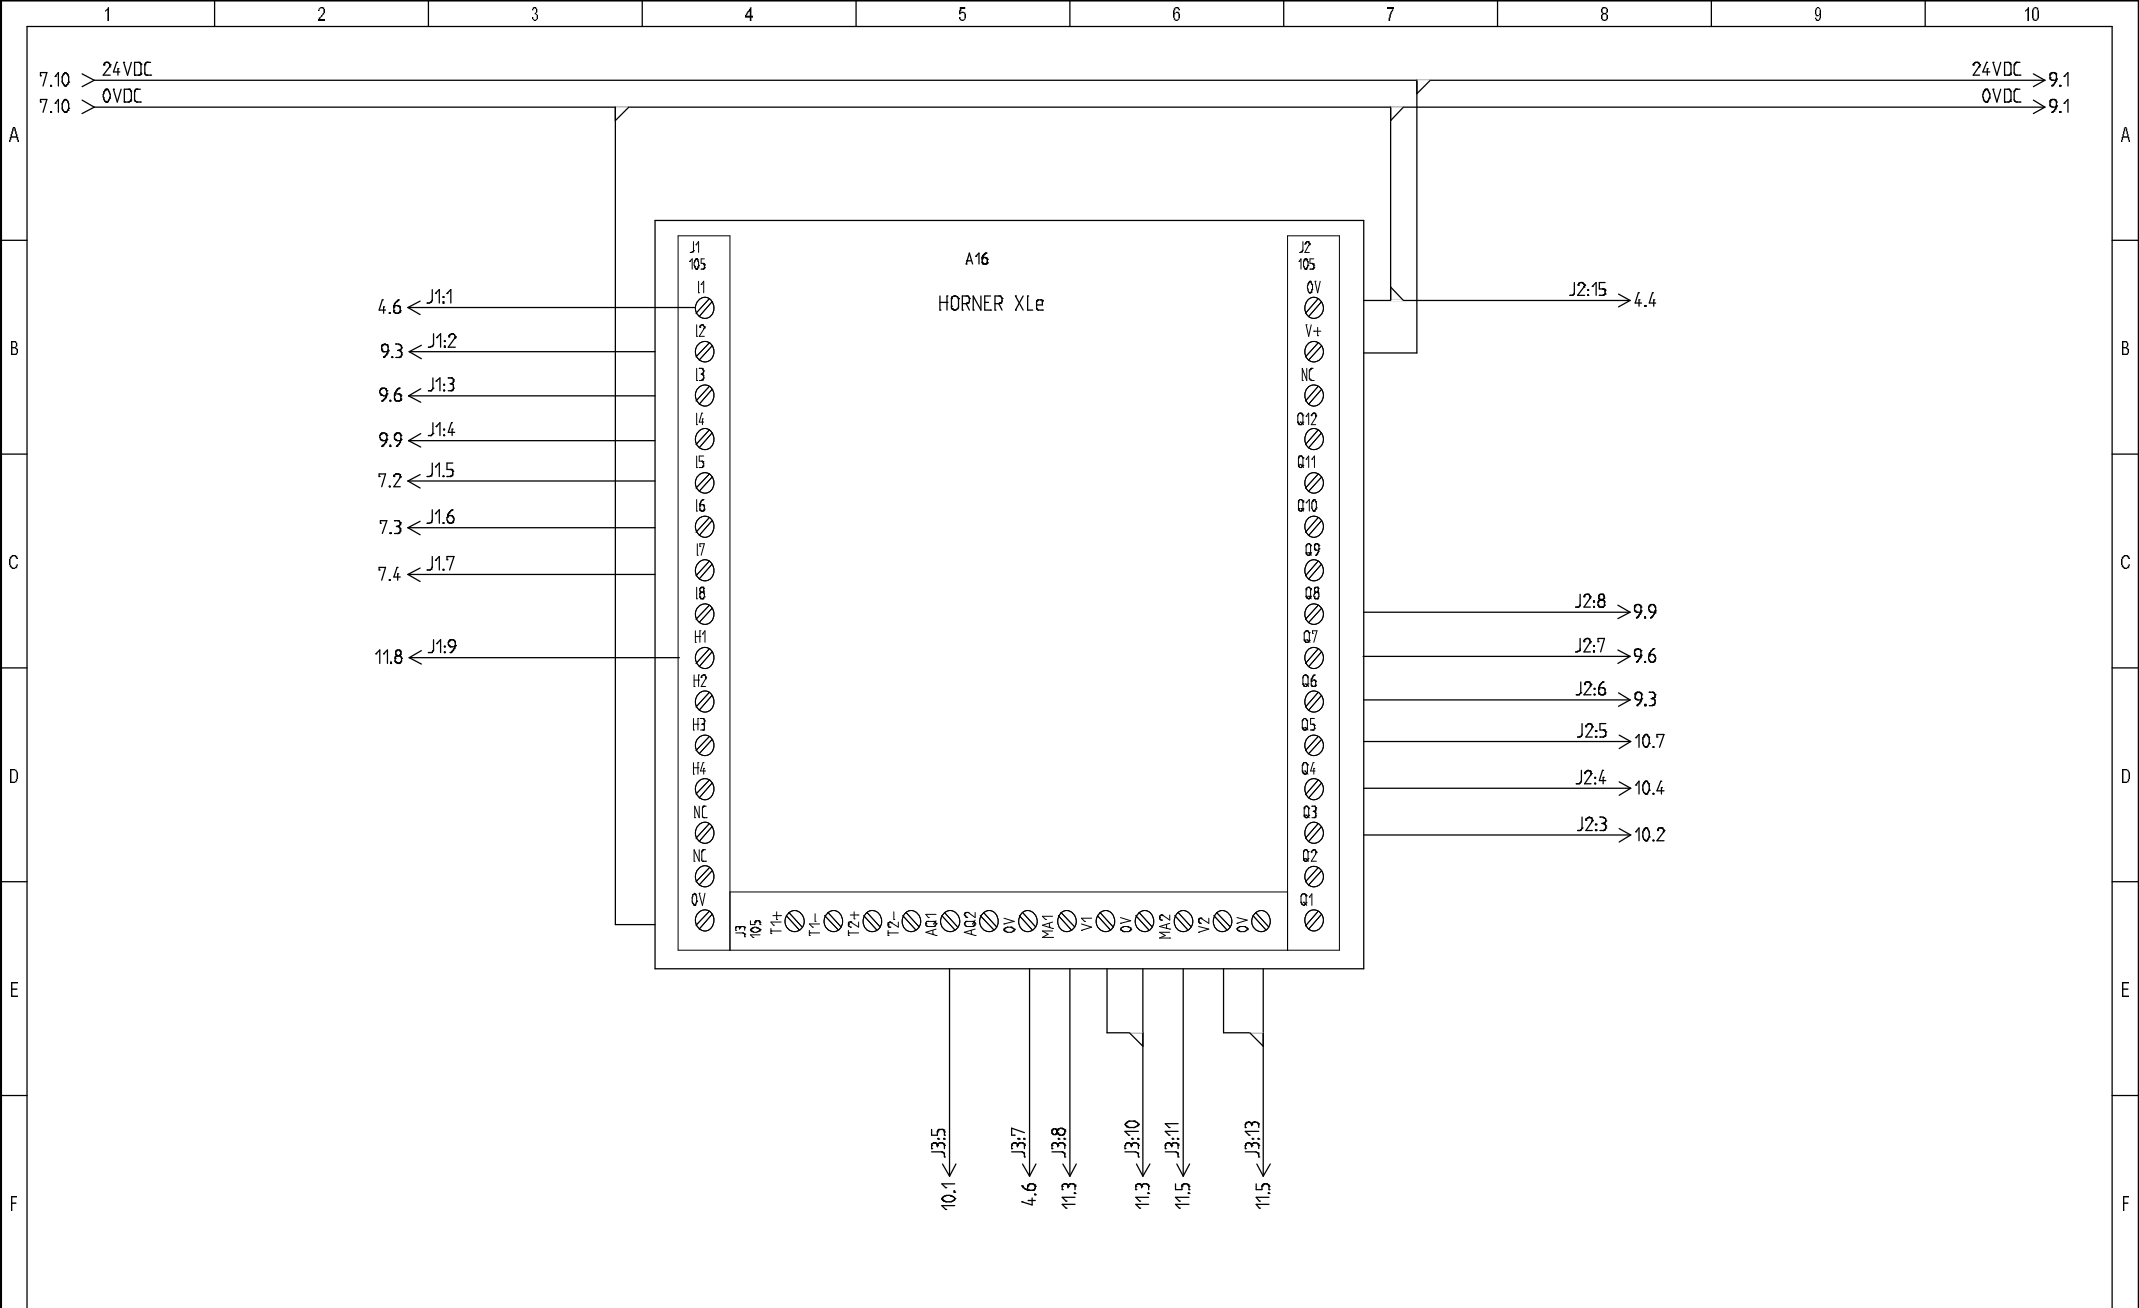 1 2 3 4 5 6 7 8 9 10
7.10 24VDC 24VDC 9.1
7.10 0VDC 0VDC 9.1
A A
J1 J2
105 A16 105
I1 HORNER XLe 0V
4.6 J1:1 J2:15 4.4
I2 V+
9.3 J1:2
B B
I3 NC
9.6 J1:3
I4 Q12
9.9 J1:4
I5 Q11
7.2 J1.5
I6 Q10
7.3 J1.6
I7 Q9
C C
7.4 J1.7
I8 Q8
J2:8 9.9
H1 Q7
11.8 J1:9 J2:7 9.6
H2 Q6
J2:6 9.3
H3 Q5
J2:5 10.7
H4 Q4
D D
J2:4 10.4
NC Q3
J2:3 10.2
NC Q2
0V Q1
J3 105 T1+ T1- T2+ T2- AQ1 AQ2 0V MA1 V1 0V MA2 V2 0V
E E
J3:5 J3:7 J3:8 J3:10 J3:11 J3:13
10.1 4.6 11.3 11.3 11.5 11.5
F F